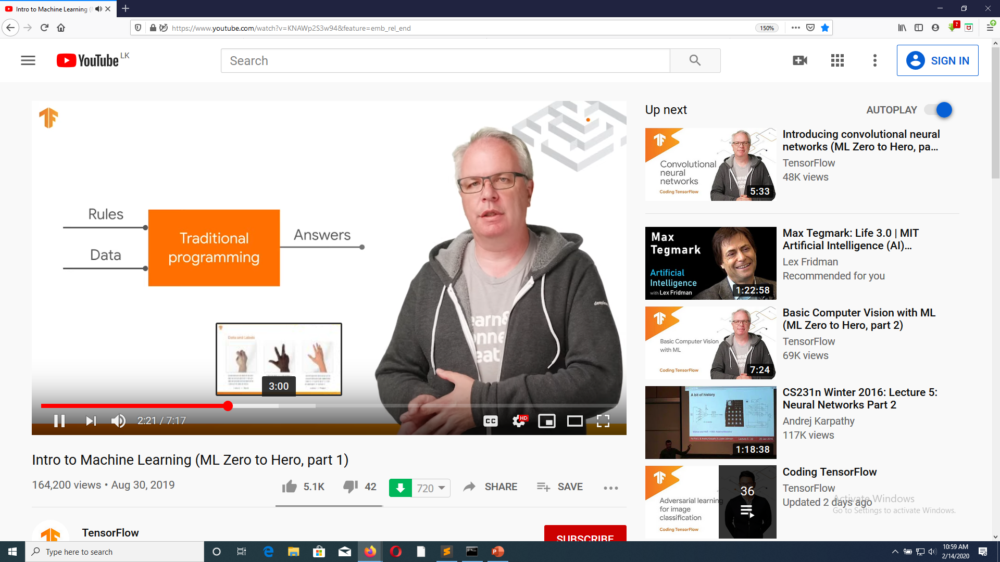 Intro to Machine Learning (
https://www.youtube.com/watch?v=KNAWp2S3w94&feature=emb_rel_end
150%
YouTube LK
Search
SIGN IN
Rules
Data
Traditional
programming
Answers
Data and Labels
3:00
2:21 / 7:17
CC
HD
Intro to Machine Learning (ML Zero to Hero, part 1)
164,200 views • Aug 30, 2019
5.1K
42
720
SHARE
SAVE
TensorFlow
SUBSCRIBE
Up next
AUTOPLAY
Convolutional
neural
networks
Coding TensorFlow
5:33
Introducing convolutional neural
networks (ML Zero to Hero, pa...
TensorFlow
48K views
Max
Tegmark
Artificial
Intelligence
with Lex Fridman
1:22:58
Max Tegmark: Life 3.0 | MIT
Artificial Intelligence (AI)...
Lex Fridman
Recommended for you
Basic Computer Vision
with ML
Coding TensorFlow
7:24
Basic Computer Vision with ML
(ML Zero to Hero, part 2)
TensorFlow
69K views
A bit of history
1:18:38
CS231n Winter 2016: Lecture 5:
Neural Networks Part 2
Andrej Karpathy
117K views
Adversarial learning
for image
classification
Coding TensorFlow
36
Coding TensorFlow
TensorFlow
Updated 2 days ago
Activate Windows
Go to Settings to activate Windows.
Type here to search
10:59 AM
2/14/2020